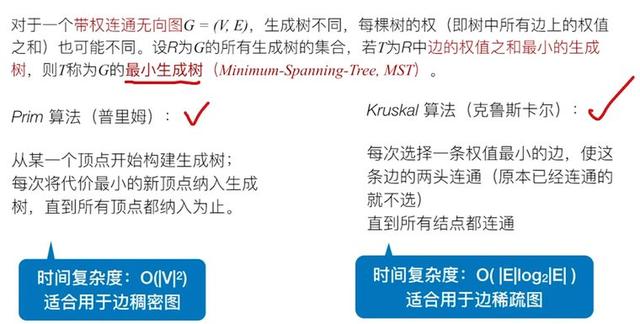 对于一个带权连通无向图G = (V, E)，生成树不同，每棵树的权（即树中所有边上的权值
之和）也可能不同。设R为G的所有生成树的集合，若T为R中边的权值之和最小的生成
树，则T称为G的最小生成树（Minimum-Spanning-Tree, MST）。
Prim 算法（普里姆）：
从某一个顶点开始构建生成树；
每次将代价最小的新顶点纳入生成
树，直到所有顶点都纳入为止。
时间复杂度：O(|V|²)
适合用于边稠密图
Kruskal 算法（克鲁斯卡尔）：
每次选择一条权值最小的边，使这
条边的两头连通（原本已经连通的
就不选）
直到所有结点都连通
时间复杂度：O( |E|log₂|E| )
适合用于边稀疏图